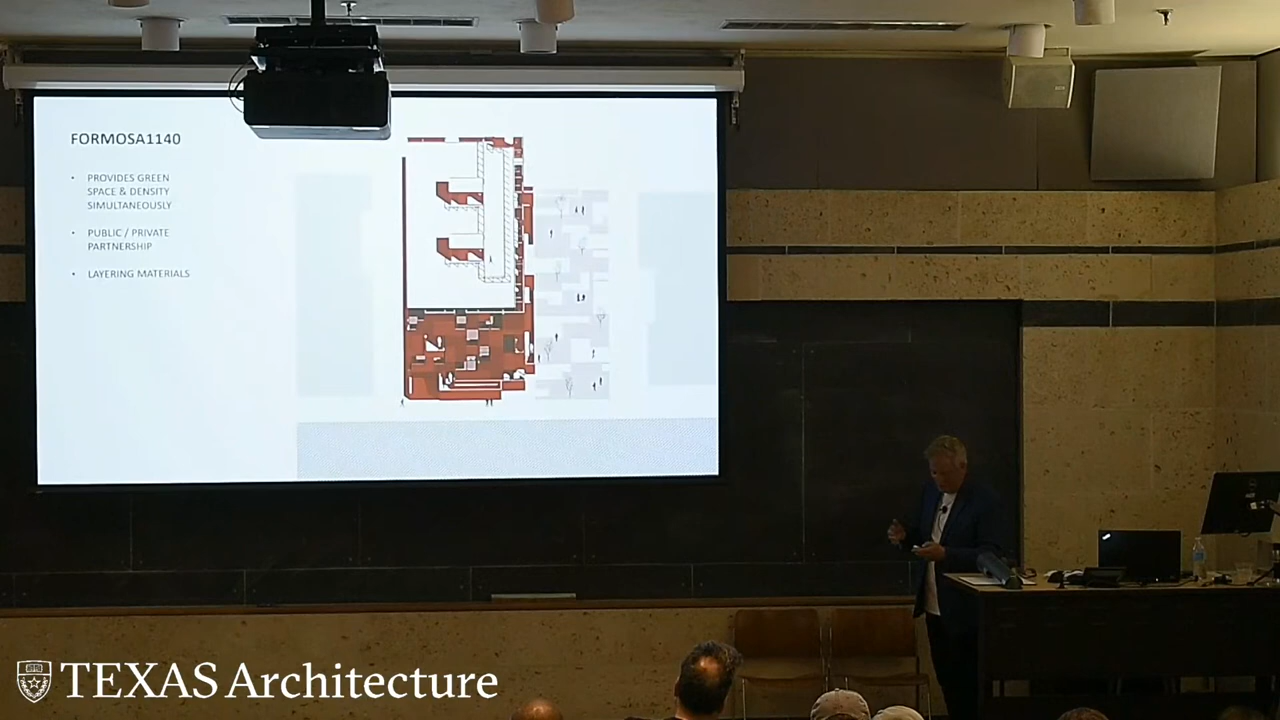 FORMOSA1140
• PROVIDES GREEN
SPACE & DENSITY
SIMULTANEOUSLY
• PUBLIC / PRIVATE
PARTNERSHIP
• LAYERING MATERIALS
TEXAS Architecture